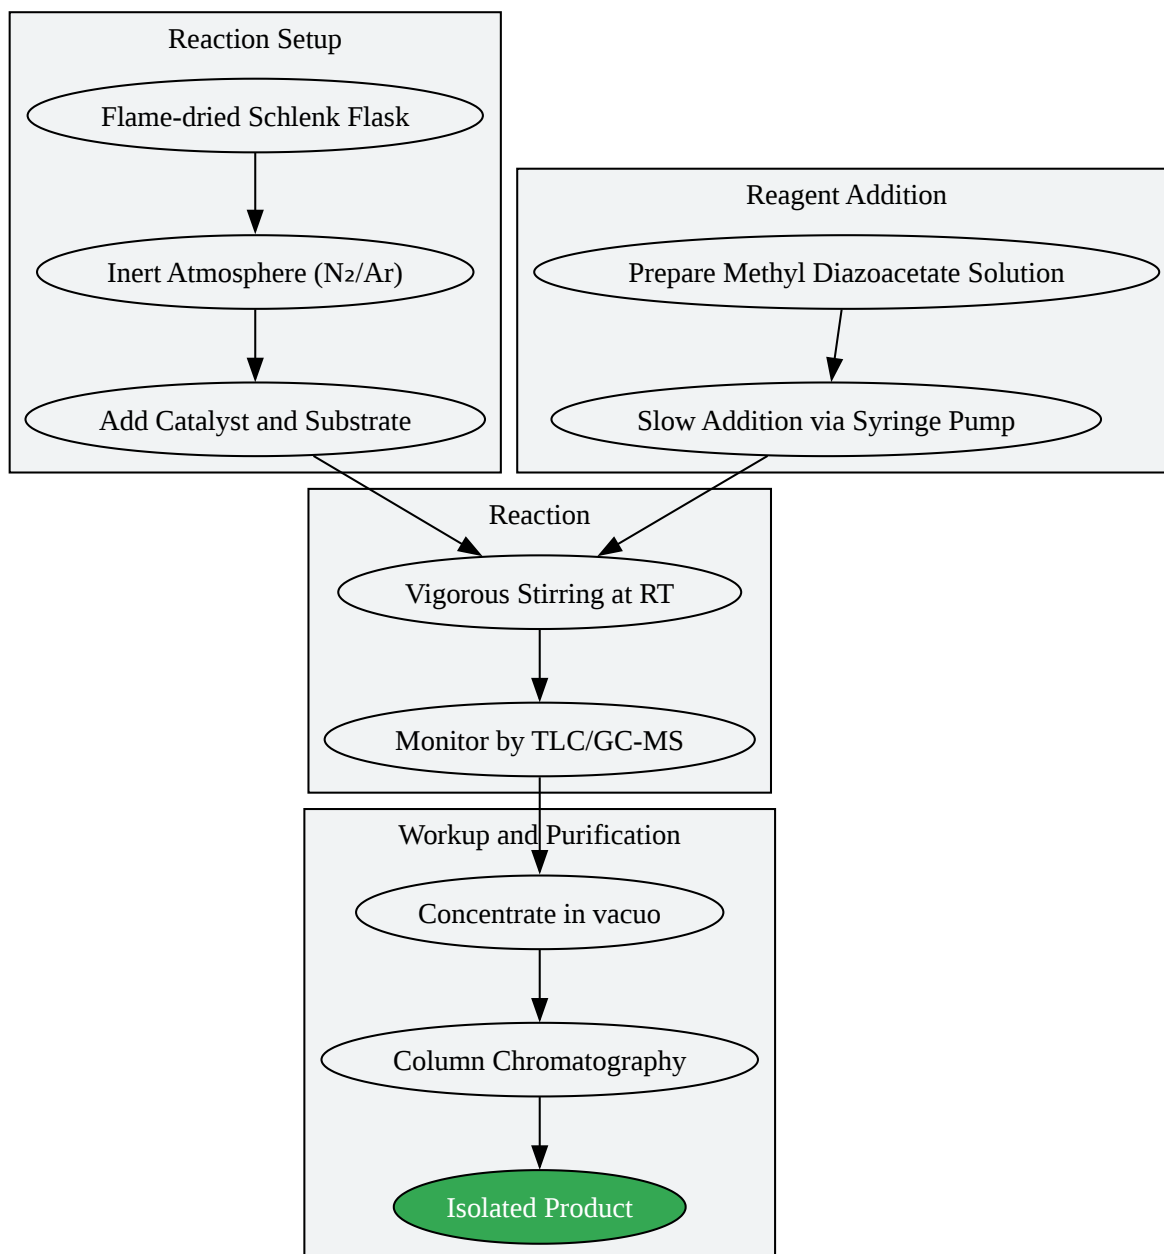 Reaction Setup
Flame-dried Schlenk Flask
Inert Atmosphere (N₂/Ar)
Add Catalyst and Substrate
Reagent Addition
Prepare Methyl Diazoacetate Solution
Slow Addition via Syringe Pump
Reaction
Vigorous Stirring at RT
Monitor by TLC/GC-MS
Workup and Purification
Concentrate in vacuo
Column Chromatography
Isolated Product